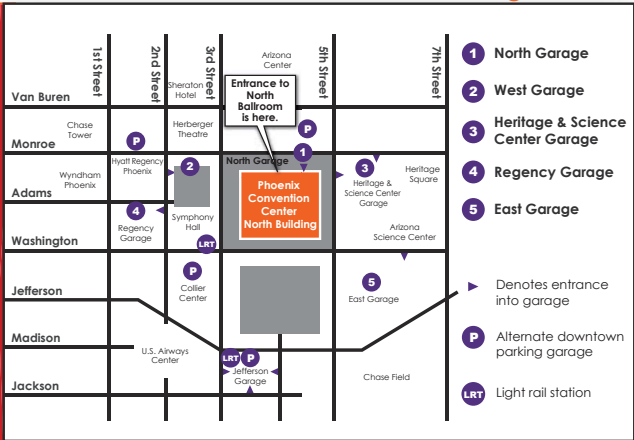 1st Street
2nd Street
3rd Street
5th Street
7th Street
Arizona
Center
Sheraton
Hotel
Entrance to
North
Ballroom
is here.
Van Buren
Chase
Tower
P
Herberger
Theatre
P
Monroe
Hyatt Regency
Phoenix
2
North Garage
1
3
Heritage &
Science Center
Garage
Heritage
Square
Wyndham
Phoenix
Adams
Phoenix
Convention
Center
North Building
4
Regency
Garage
Symphony
Hall
LRT
Arizona
Science Center
Washington
P
Collier
Center
5
East Garage
Jefferson
Madison
U.S. Airways
Center
LRT
P
Jefferson
Garage
Chase Field
Jackson
1 North Garage
2 West Garage
3 Heritage & Science
Center Garage
4 Regency Garage
5 East Garage
Denotes entrance
into garage
P Alternate downtown
parking garage
LRT Light rail station